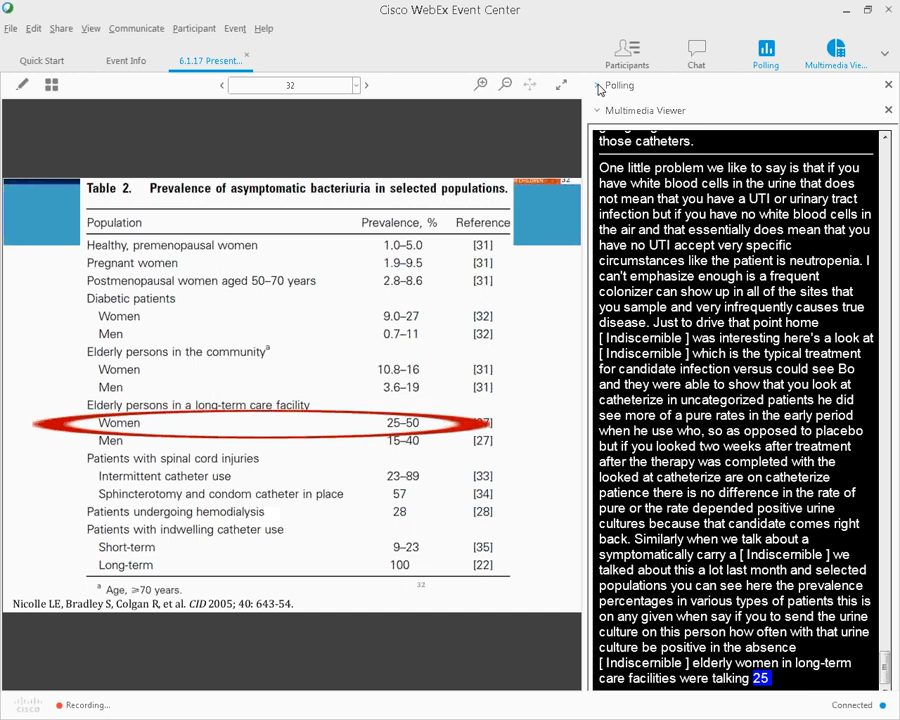 Cisco WebEx Event Center
File Edit Share View Communicate Participant Event Help
Quick Start Event Info 6.1.17 Present...
Participants Chat Polling Multimedia Vie...
32
Polling
Multimedia Viewer
Table 2. Prevalence of asymptomatic bacteriuria in selected populations.
32
Population Prevalence, % Reference
Healthy, premenopausal women 1.0–5.0 [31]
Pregnant women 1.9–9.5 [31]
Postmenopausal women aged 50–70 years 2.8–8.6 [31]
Diabetic patients
Women 9.0–27 [32]
Men 0.7–11 [32]
Elderly persons in the community a
Women 10.8–16 [31]
Men 3.6–19 [31]
Elderly persons in a long-term care facility
Women 25–50
Men 15–40 [27]
Patients with spinal cord injuries
Intermittent catheter use 23–89 [33]
Sphincterotomy and condom catheter in place 57 [34]
Patients undergoing hemodialysis 28 [28]
Patients with indwelling catheter use
Short-term 9–23 [35]
Long-term 100 [22]
a Age, ⩾70 years.
32
Nicolle LE, Bradley S, Colgan R, et al. CID 2005; 40: 643-54.
those catheters.
One little problem we like to say is that if you
have white blood cells in the urine that does
not mean that you have a UTI or urinary tract
infection but if you have no white blood cells in
the air and that essentially does mean that you
have no UTI accept very specific
circumstances like the patient is neutropenia. I
can't emphasize enough is a frequent
colonizer can show up in all of the sites that
you sample and very infrequently causes true
disease. Just to drive that point home
[ Indiscernible ] was interesting here's a look at
[ Indiscernible ] which is the typical treatment
for candidate infection versus could see Bo
and they were able to show that you look at
catheterize in uncategorized patients he did
see more of a pure rates in the early period
when he use who, so as opposed to placebo
but if you looked two weeks after treatment
after the therapy was completed with the
looked at catheterize are on catheterize
patience there is no difference in the rate of
pure or the rate depended positive urine
cultures because that candidate comes right
back. Similarly when we talk about a
symptomatically carry a [ Indiscernible ] we
talked about this a lot last month and selected
populations you can see here the prevalence
percentages in various types of patients this is
on any given when say if you to send the urine
culture on this person how often with that urine
culture be positive in the absence
[ Indiscernible ] elderly women in long-term
care facilities were talking 25
cisco Recording...
Connected